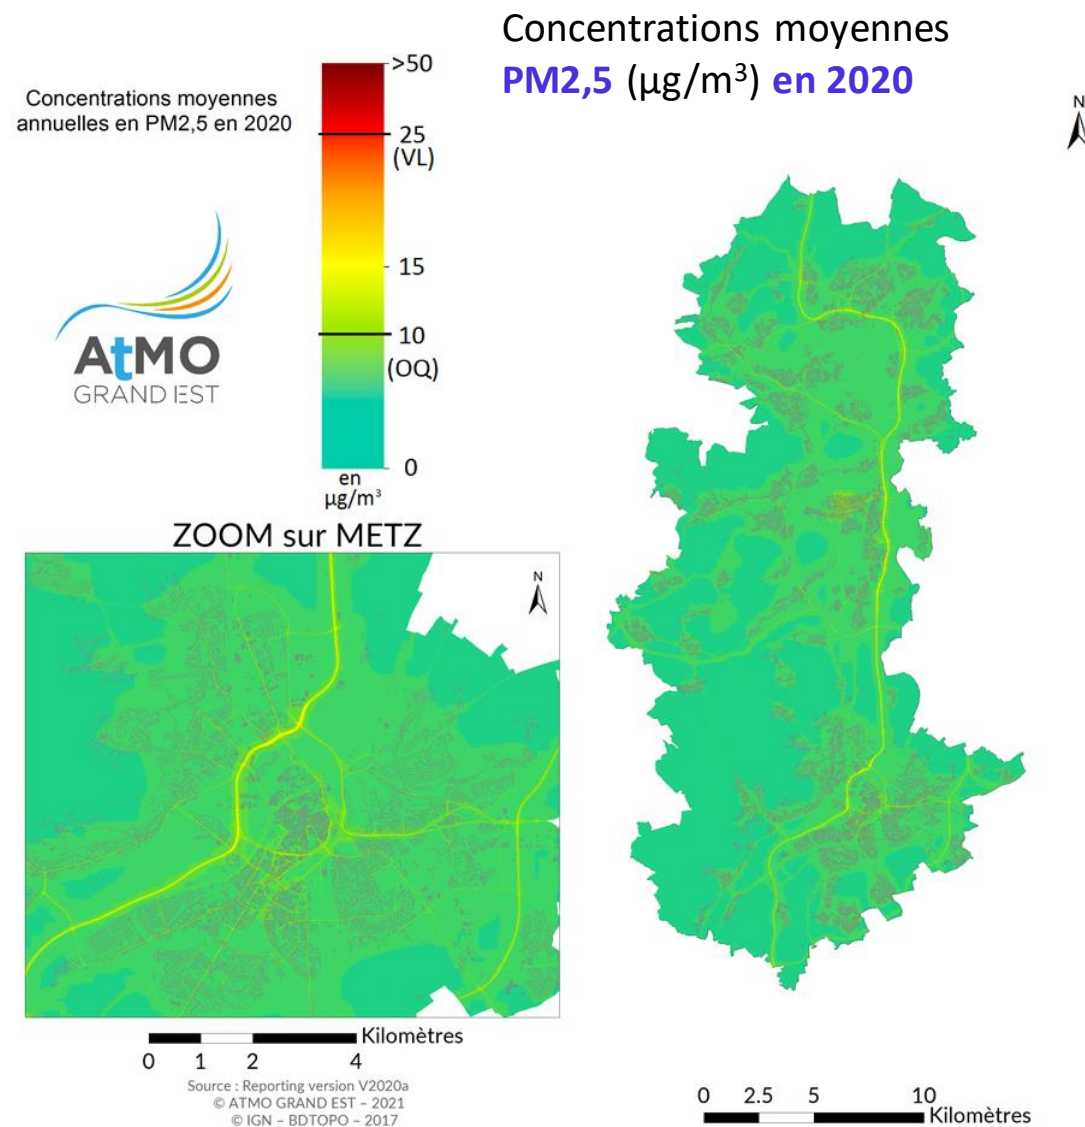 Concentrations moyennes
PM2,5 (µg/m³) en 2020
Concentrations moyennes
annuelles en PM2,5 en 2020
>50
25
(VL)
15
10
(OQ)
0
en
µg/m³
AtMO
GRAND EST
N
ZOOM sur METZ
N
0 1 2 4 Kilomètres
Source : Reporting version V2020a
© ATMO GRAND EST – 2021
© IGN – BDTOPO – 2017
0 2.5 5 10 Kilomètres